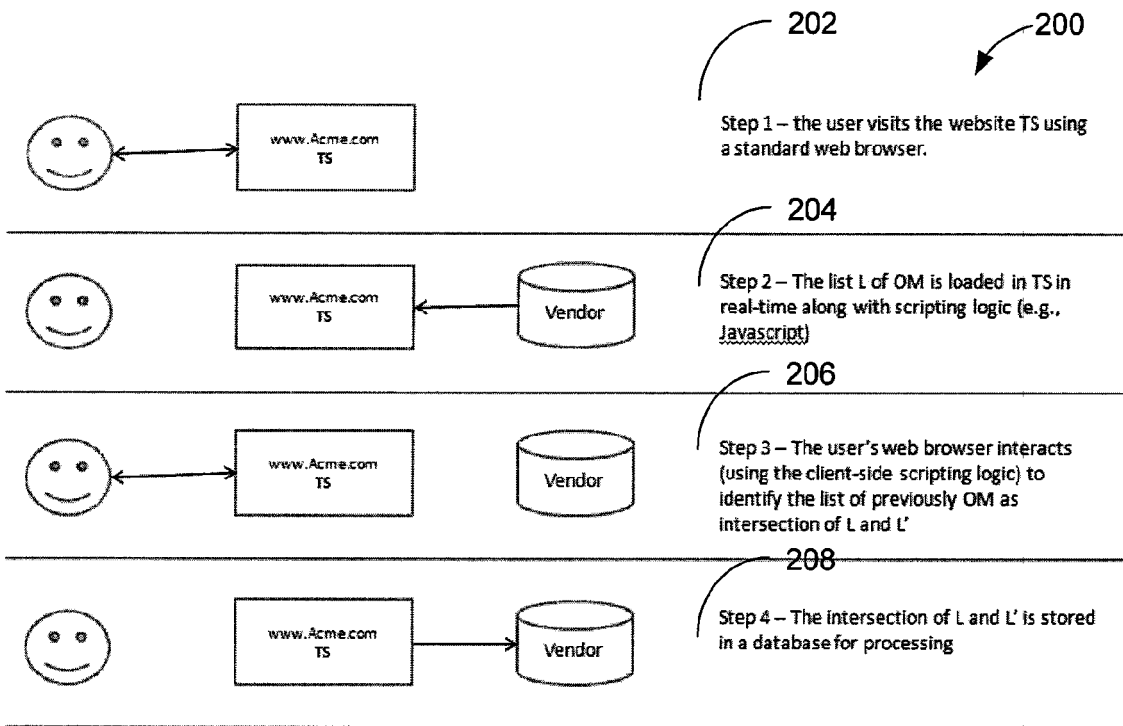 202
200
www.Acme.com
TS
Step 1 – the user visits the website TS using
a standard web browser.
204
www.Acme.com
TS
Vendor
Step 2 – The list L of OM is loaded in TS in
real-time along with scripting logic (e.g.,
Javascript)
206
www.Acme.com
TS
Vendor
Step 3 – The user's web browser interacts
(using the client-side scripting logic) to
identify the list of previously OM as
intersection of L and L'
208
www.Acme.com
TS
Vendor
Step 4 – The intersection of L and L' is stored
in a database for processing